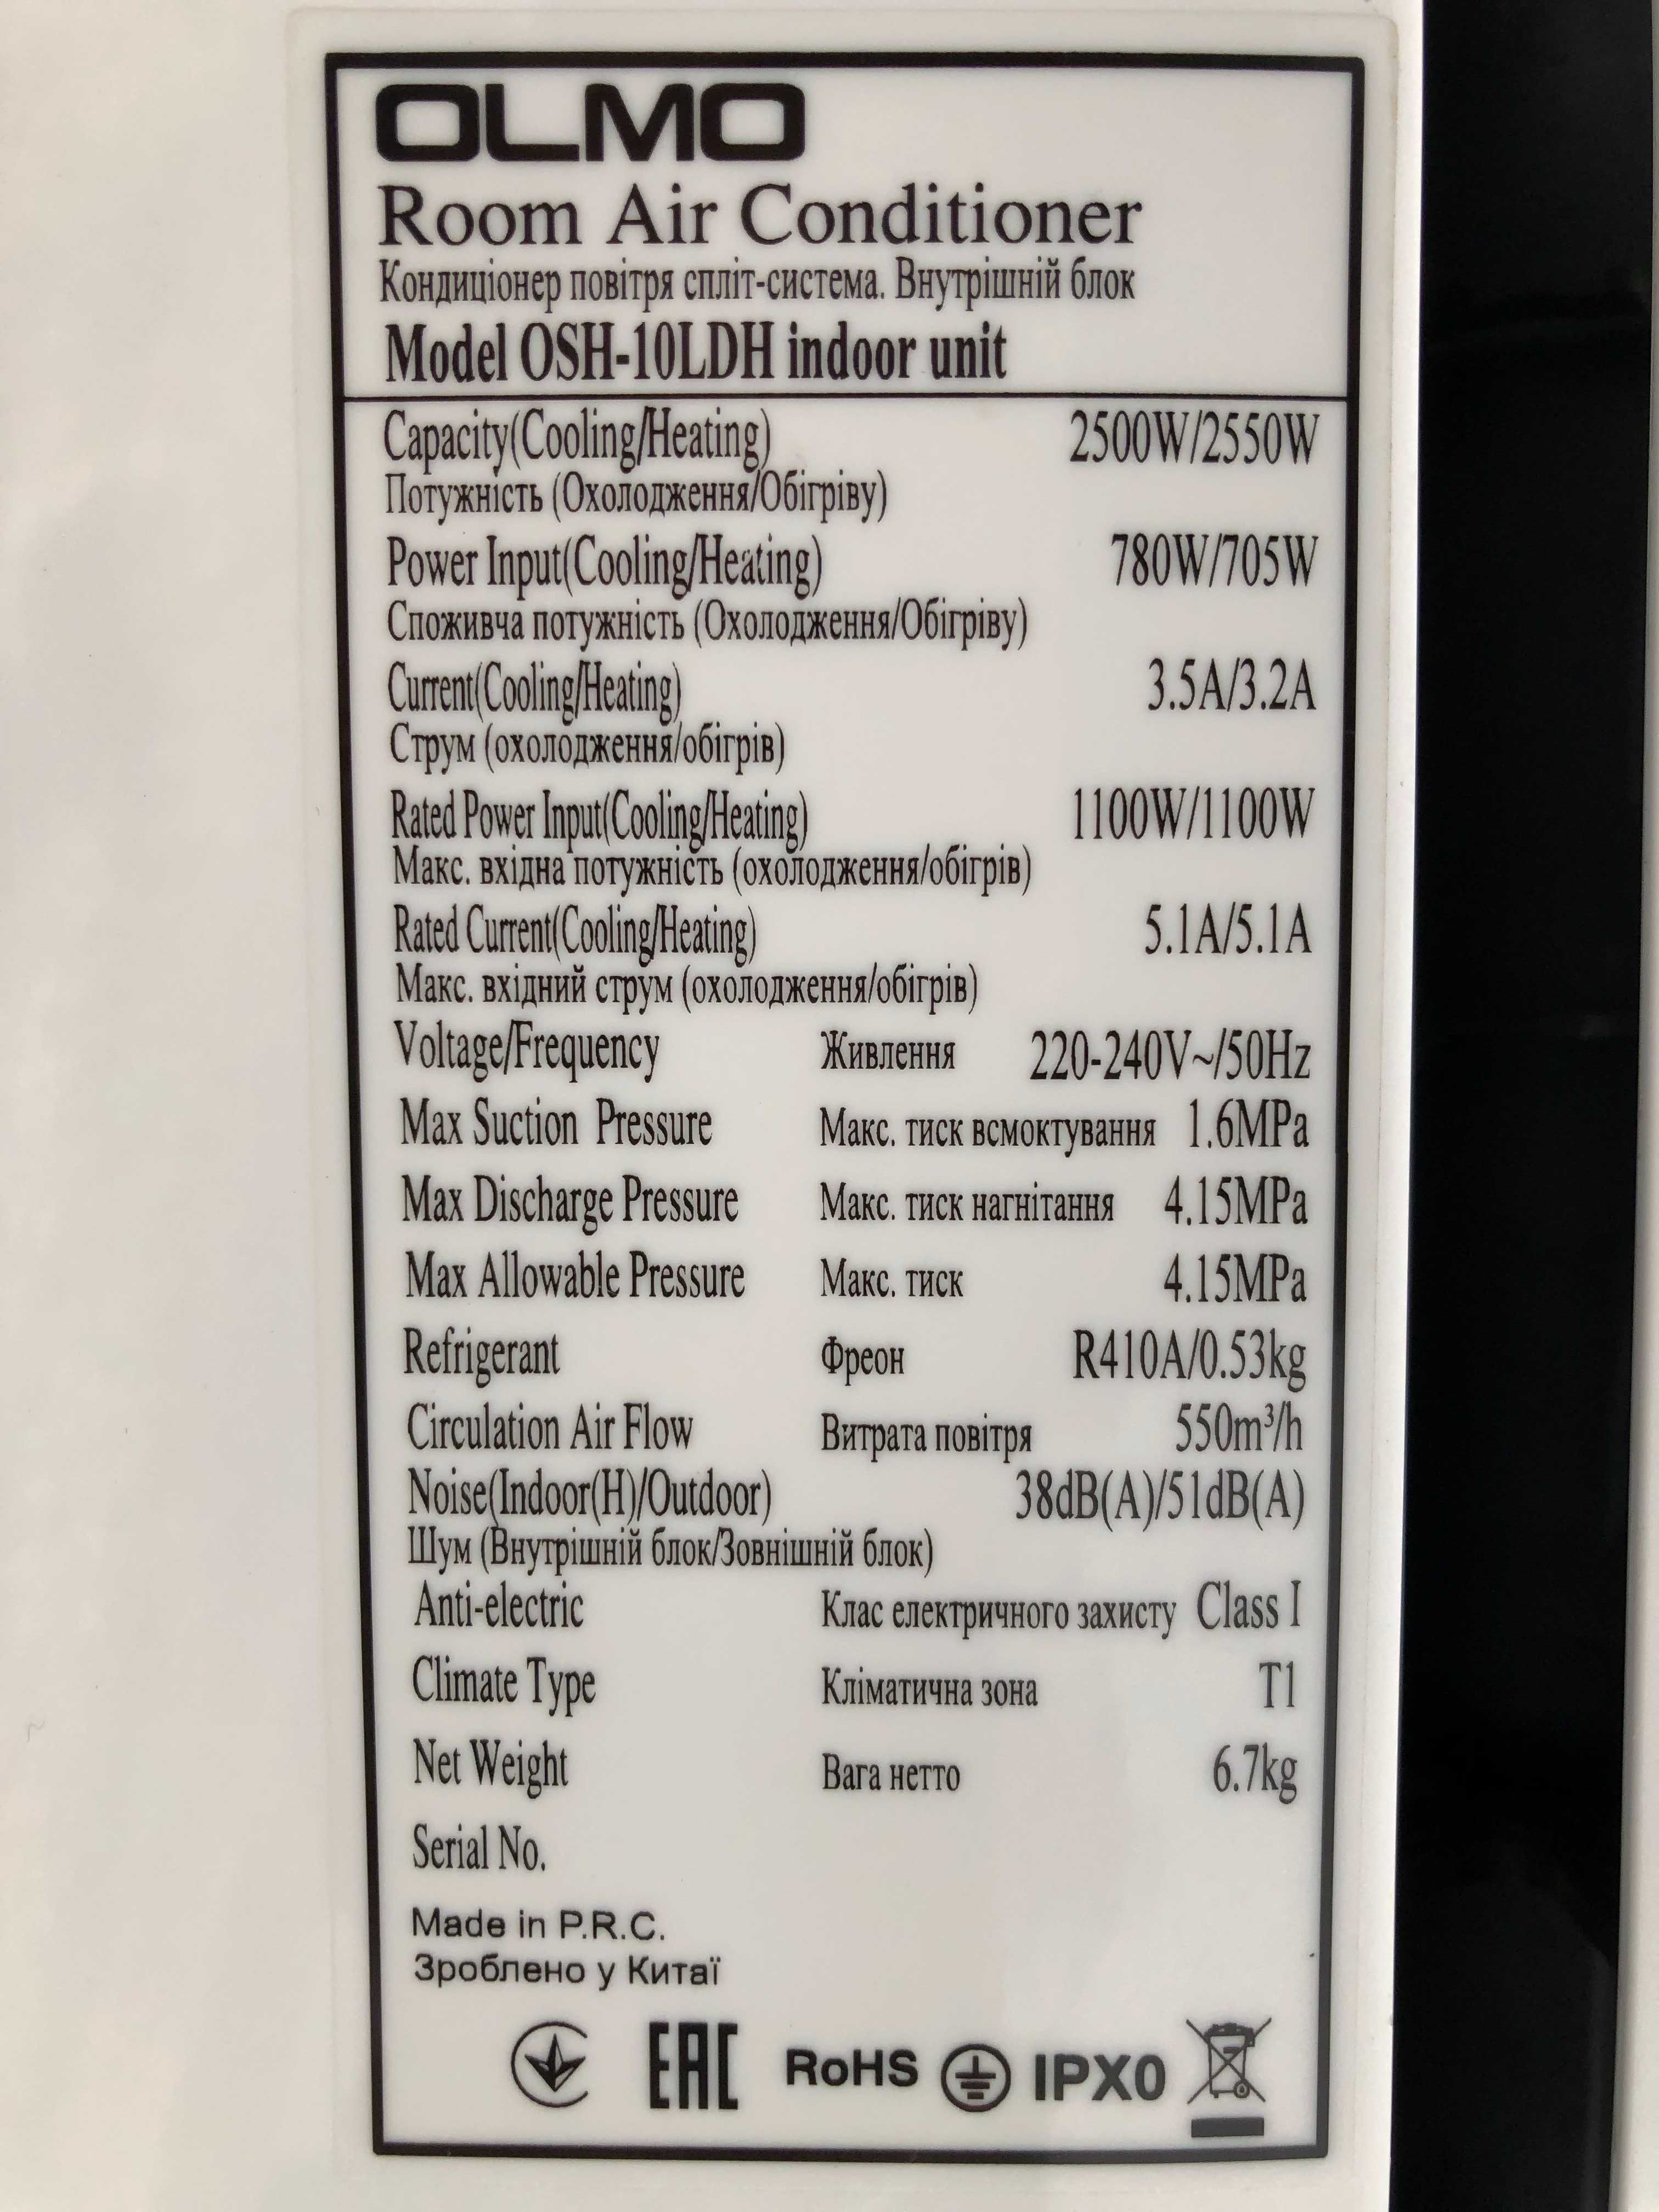 OLMO
Room Air Conditioner
Кондиціонер повітря спліт-система. Внутрішній блок
Model OSH-10LDH indoor unit
Capacity(Cooling/Heating) 2500W/2550W
Потужність (Охолодження/Обігріву)
Power Input(Cooling/Heating) 780W/705W
Споживча потужність (Охолодження/Обігріву)
Current(Cooling/Heating) 3.5A/3.2A
Струм (охолодження/обігрів)
Rated Power Input(Cooling/Heating) 1100W/1100W
Макс. вхідна потужність (охолодження/обігрів)
Rated Current(Cooling/Heating) 5.1A/5.1A
Макс. вхідний струм (охолодження/обігрів)
Voltage/Frequency Живлення 220-240V~/50Hz
Max Suction Pressure Макс. тиск всмоктування 1.6MPa
Max Discharge Pressure Макс. тиск нагнітання 4.15MPa
Max Allowable Pressure Макс. тиск 4.15MPa
Refrigerant Фреон R410A/0.53kg
Circulation Air Flow Витрата повітря 550m³/h
Noise(Indoor(H)/Outdoor) 38dB(A)/51dB(A)
Шум (Внутрішній блок/Зовнішній блок)
Anti-electric Клас електричного захисту Class I
Climate Type Кліматична зона T1
Net Weight Вага нетто 6.7kg
Serial No.
Made in P.R.C.
Зроблено у Китаї
EAC RoHS IPX0